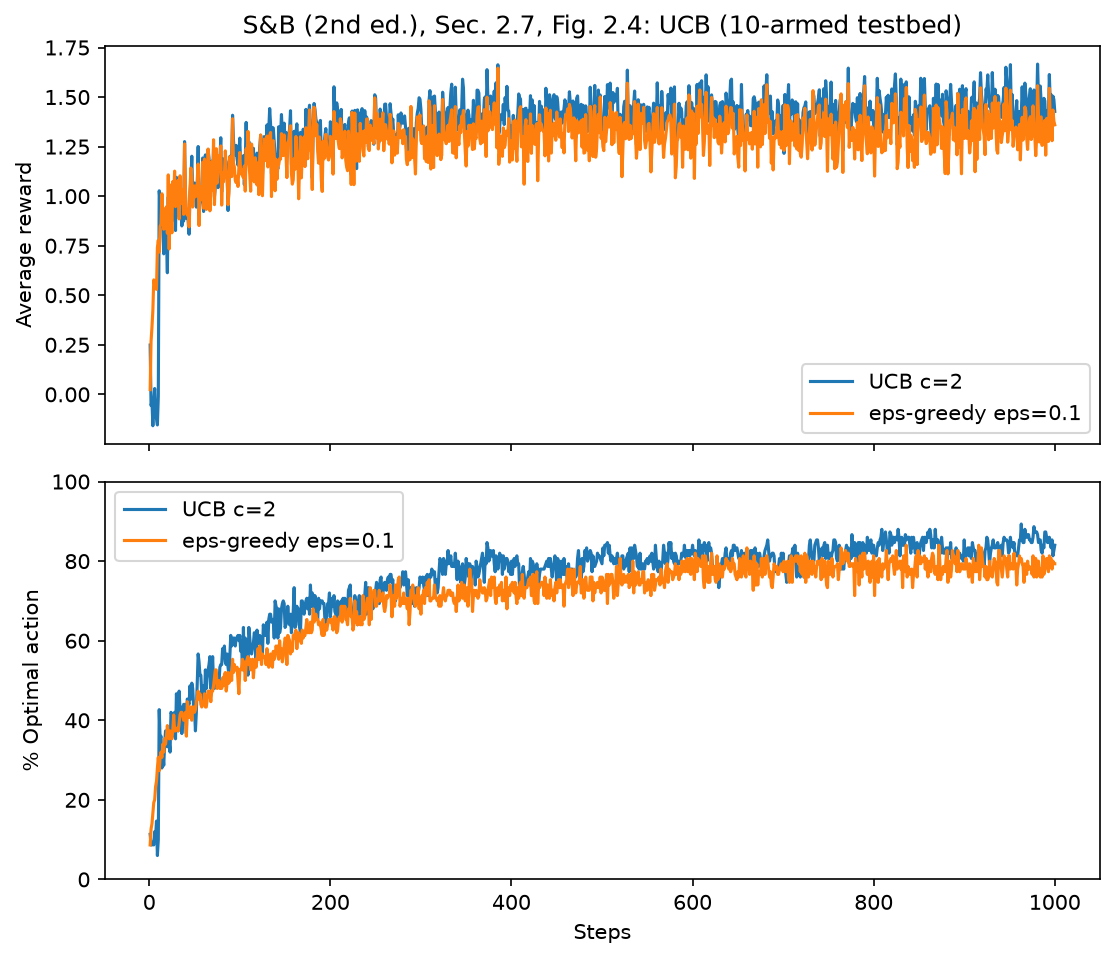 S&B (2nd ed.), Sec. 2.7, Fig. 2.4: UCB (10-armed testbed)
1.75
1.50
1.25
1.00
0.75
0.50
0.25
0.00
Average reward
UCB c=2
eps-greedy eps=0.1
100
80
60
40
20
0
% Optimal action
UCB c=2
eps-greedy eps=0.1
0 200 400 600 800 1000
Steps